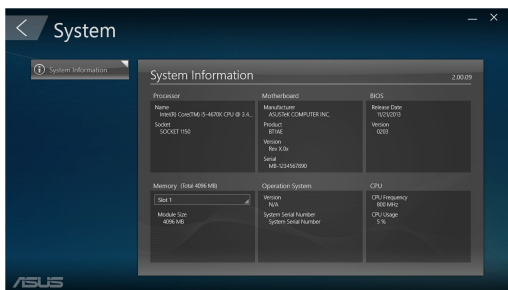 System
System Information
System Information
2.00.09
Processor
Name
Intel(R) Core(TM) i5-4670K CPU @ 3.4...
Socket
SOCKET 1150
Motherboard
Manufacturer
ASUSTeK COMPUTER INC.
Product
BTIAE
Version
Rev X.0x
Serial
MB-1234567890
BIOS
Release Date
11/21/2013
Version
0203
Memory (Total 4096 MB)
Slot 1
Module Size
4096 MB
Operation System
Version
N/A
System Serial Number
System Serial Number
CPU
CPU Frequency
800 MHz
CPU Usage
5 %
ASUS